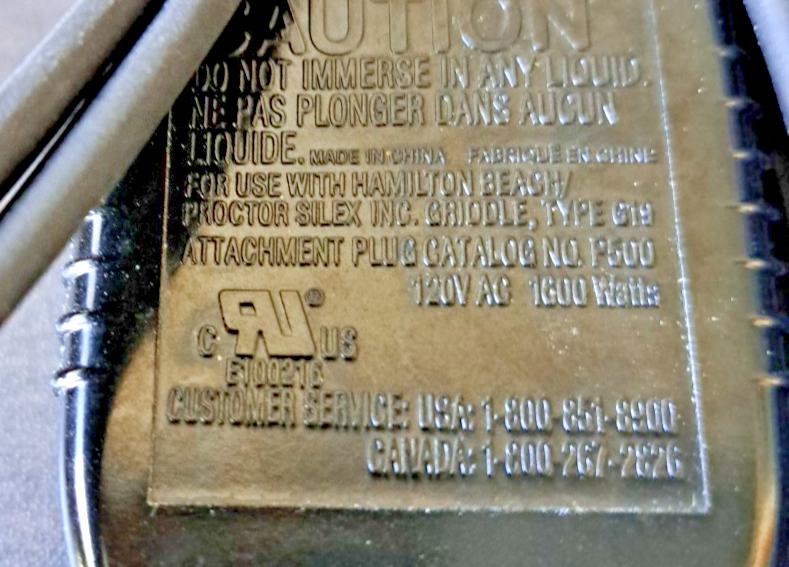 CAUTION
DO NOT IMMERSE IN ANY LIQUID.
NE PAS PLONGER DANS AUCUN
LIQUIDE. MADE IN CHINA FABRIQUE EN CHINE
FOR USE WITH HAMILTON BEACH/
PROCTOR SILEX INC. GRIDDLE, TYPE G19
ATTACHMENT PLUG CATALOG NO. P500
120V AC 1600 Watts
C RU® US
CUSTOMER SERVICE: USA: 1-800-851-8900
CANADA: 1-800-267-2826